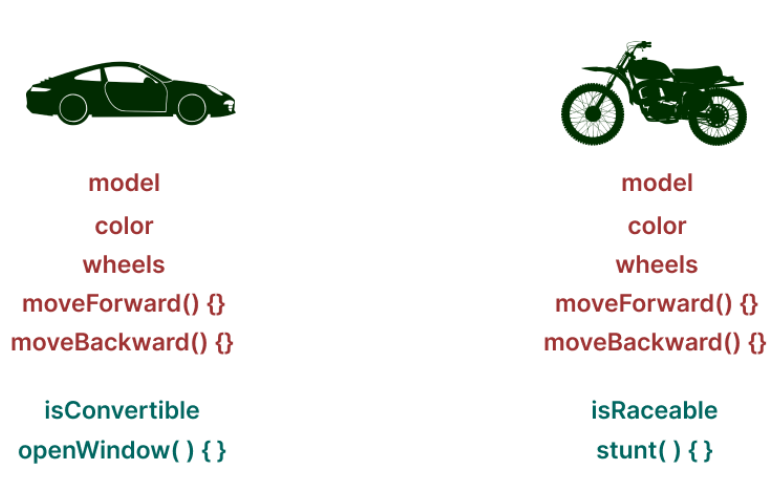 model
color
wheels
moveForward() {}
moveBackward() {}
isConvertible
openWindow( ) { }
model
color
wheels
moveForward() {}
moveBackward() {}
isRaceable
stunt( ) { }